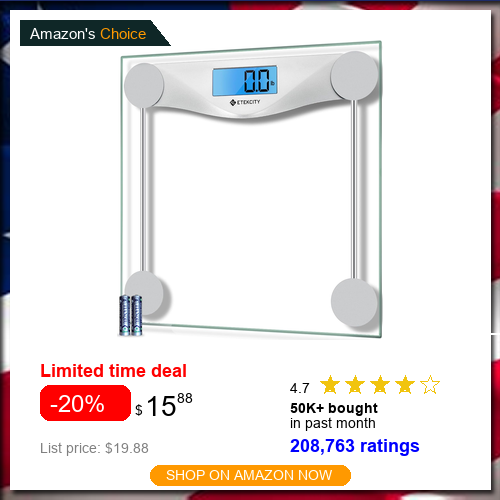 Amazon's Choice
0.0 lb
ETEKCITY
Limited time deal
-20% $ 15 88
List price: $19.88
4.7
50K+ bought
in past month
208,763 ratings
SHOP ON AMAZON NOW